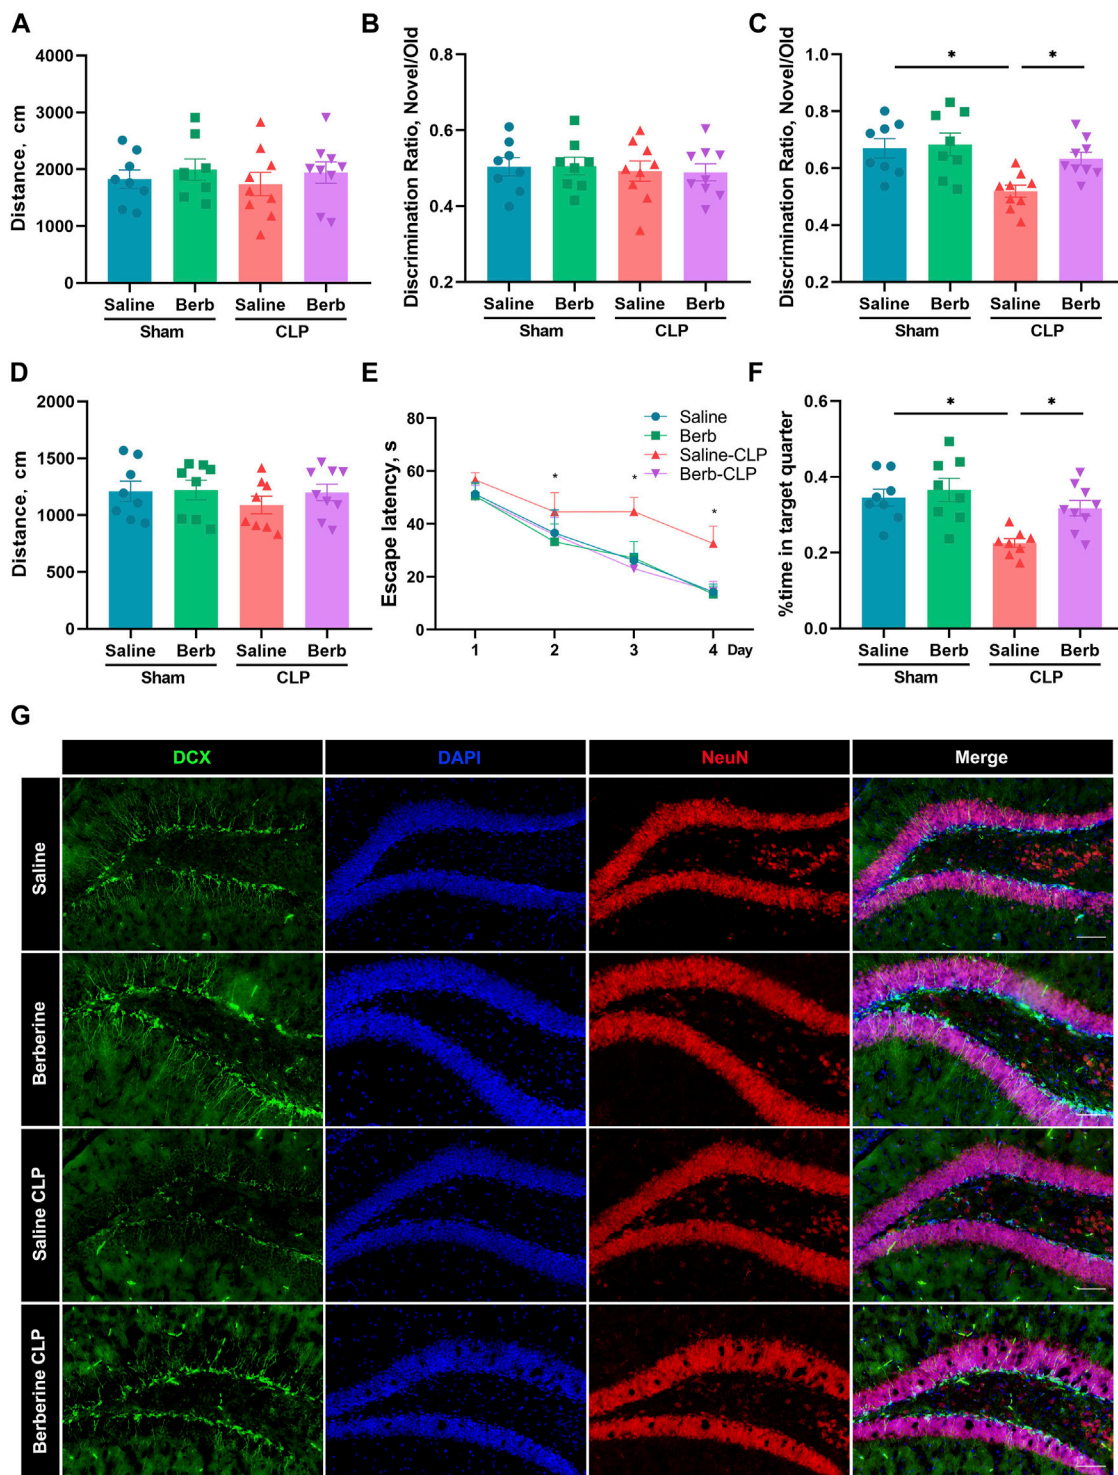 A
Distance, cm
4000
3000
2000
1000
0
Saline Berb Saline Berb
Sham CLP
B
Discrimination Ratio, Novel/Old
0.8
0.6
0.4
0.2
Saline Berb Saline Berb
Sham CLP
C
Discrimination Ratio, Novel/Old
1.0
0.8
0.6
0.4
0.2
* *
Saline Berb Saline Berb
Sham CLP
D
Distance, cm
2000
1500
1000
500
0
Saline Berb Saline Berb
Sham CLP
E
Escape latency, s
80
60
40
20
0
Saline
Berb
Saline-CLP
Berb-CLP
* * *
1 2 3 4 Day
F
%time in target quarter
0.6
0.4
0.2
0.0
* *
Saline Berb Saline Berb
Sham CLP
G
DCX DAPI NeuN Merge
Saline
Berberine
Saline CLP
Berberine CLP